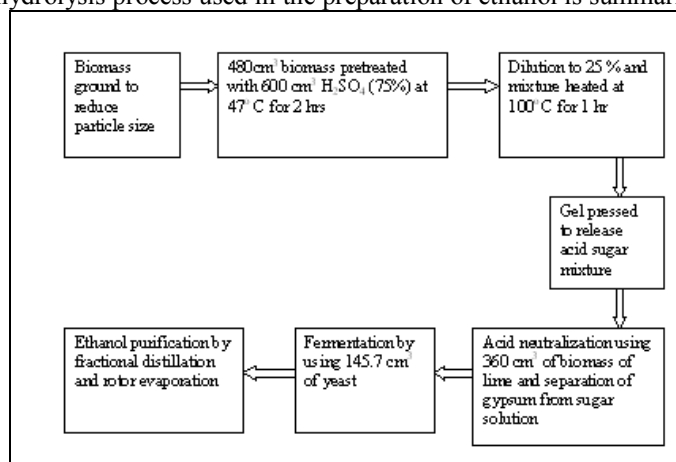 hydrolysis process used in the preparation of ethanol is summari
Biomass
ground to
reduce
particle size
480cm³ biomass pretreated
with 600 cm³ H₂SO₄ (75%) at
47° C for 2 hrs
Dilution to 25 % and
mixture heated at
100°C for 1 hr
Gel pressed
to release
acid sugar
mixture
Acid neutralization using
360 cm³ of biomass of
lime and separation of
gypsum from sugar
solution
Fermentation by
using 145.7 cm³
of yeast
Ethanol purification by
fractional distillation
and rotor evaporation